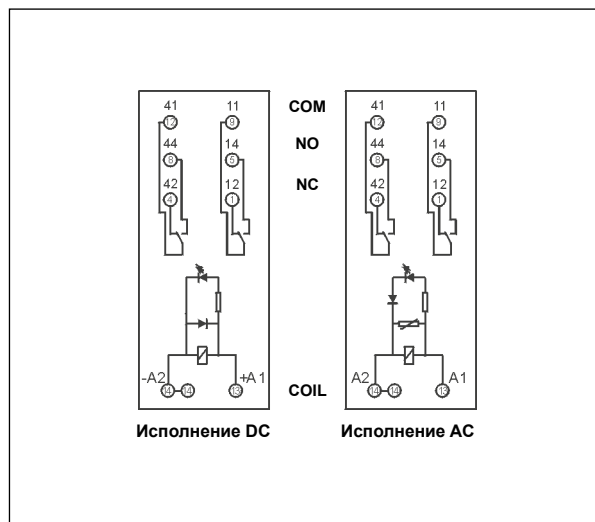 41 11 COM 41 11
12 9 12 9
44 14 NO 44 14
8 5 8 5
42 12 NC 42 12
4 1 4 1
-A2 +A1 COIL A2 A1
14 14 13 14 14 13
Исполнение DC Исполнение AC